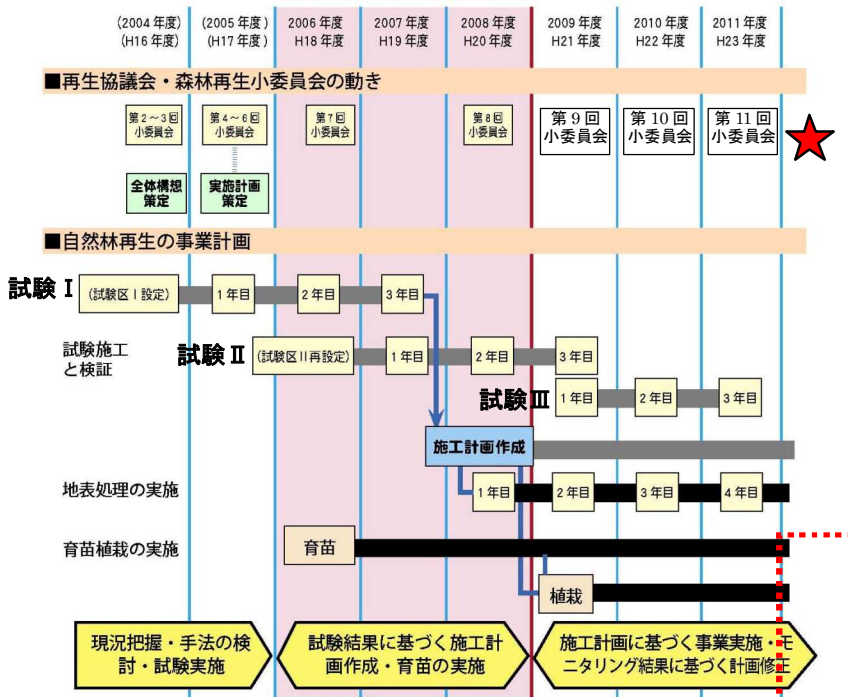 (2004年度) (2005年度) 2006年度 2007年度 2008年度 2009年度 2010年度 2011年度
(H16年度) (H17年度) H18年度 H19年度 H20年度 H21年度 H22年度 H23年度
■再生協議会・森林再生小委員会の動き
第2～3回 第4～6回 第7回 第8回 第9回 第10回 第11回
小委員会 小委員会 小委員会 小委員会 小委員会 小委員会 小委員会
全体構想 実施計画
策定 策定
■自然林再生の事業計画
試験Ⅰ (試験区Ⅰ設定) 1年目 2年目 3年目
試験施工
と検証
試験Ⅱ (試験区Ⅱ再設定) 1年目 2年目 3年目
試験Ⅲ 1年目 2年目 3年目
施工計画作成
地表処理の実施 1年目 2年目 3年目 4年目
育苗植栽の実施 育苗
植栽
現況把握・手法の検
討・試験実施
試験結果に基づく施工計
画作成・育苗の実施
施工計画に基づく事業実施・モ
ニタリング結果に基づく計画修正